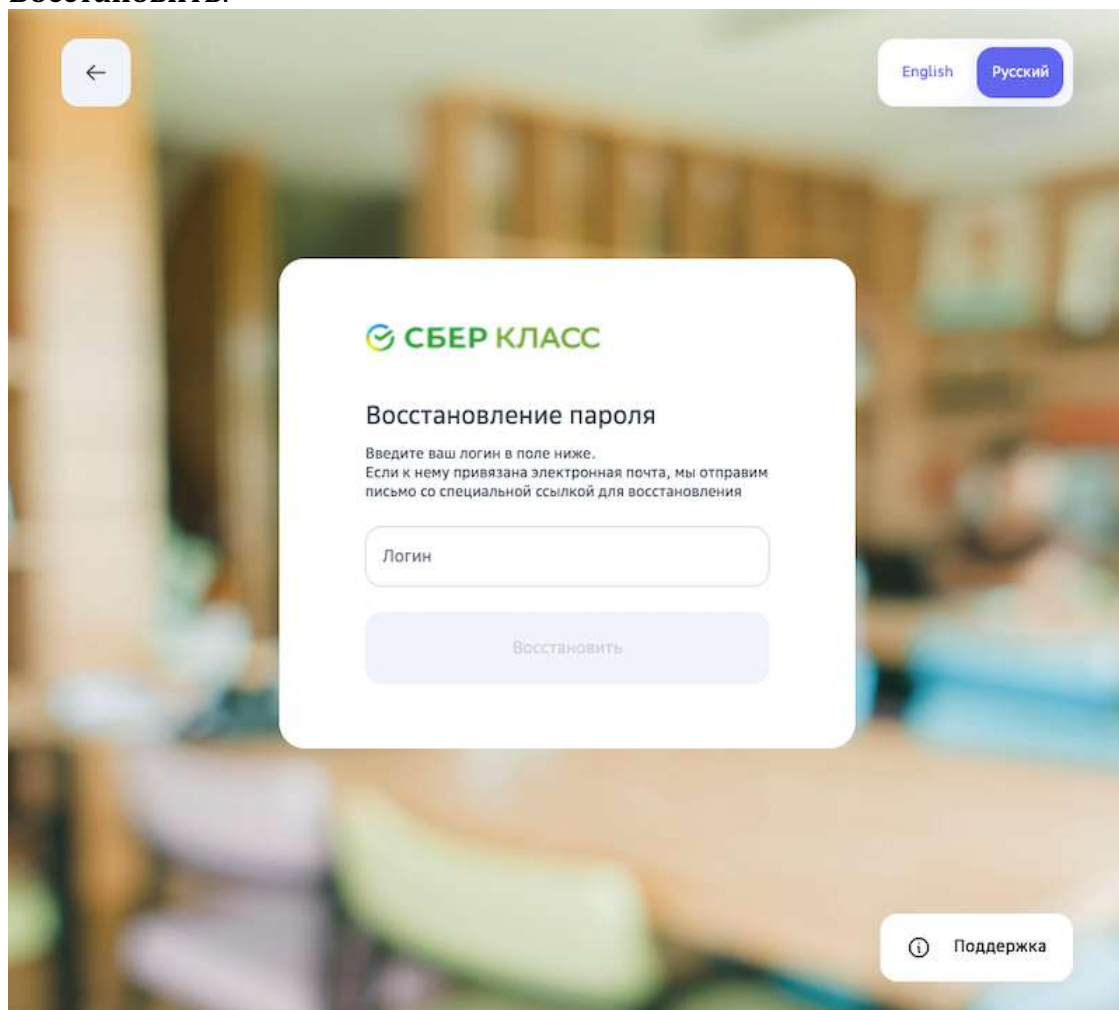 Восстановить.
English Русский
СБЕР КЛАСС
Восстановление пароля
Введите ваш логин в поле ниже.
Если к нему привязана электронная почта, мы отправим
письмо со специальной ссылкой для восстановления
Логин
Восстановить
Поддержка